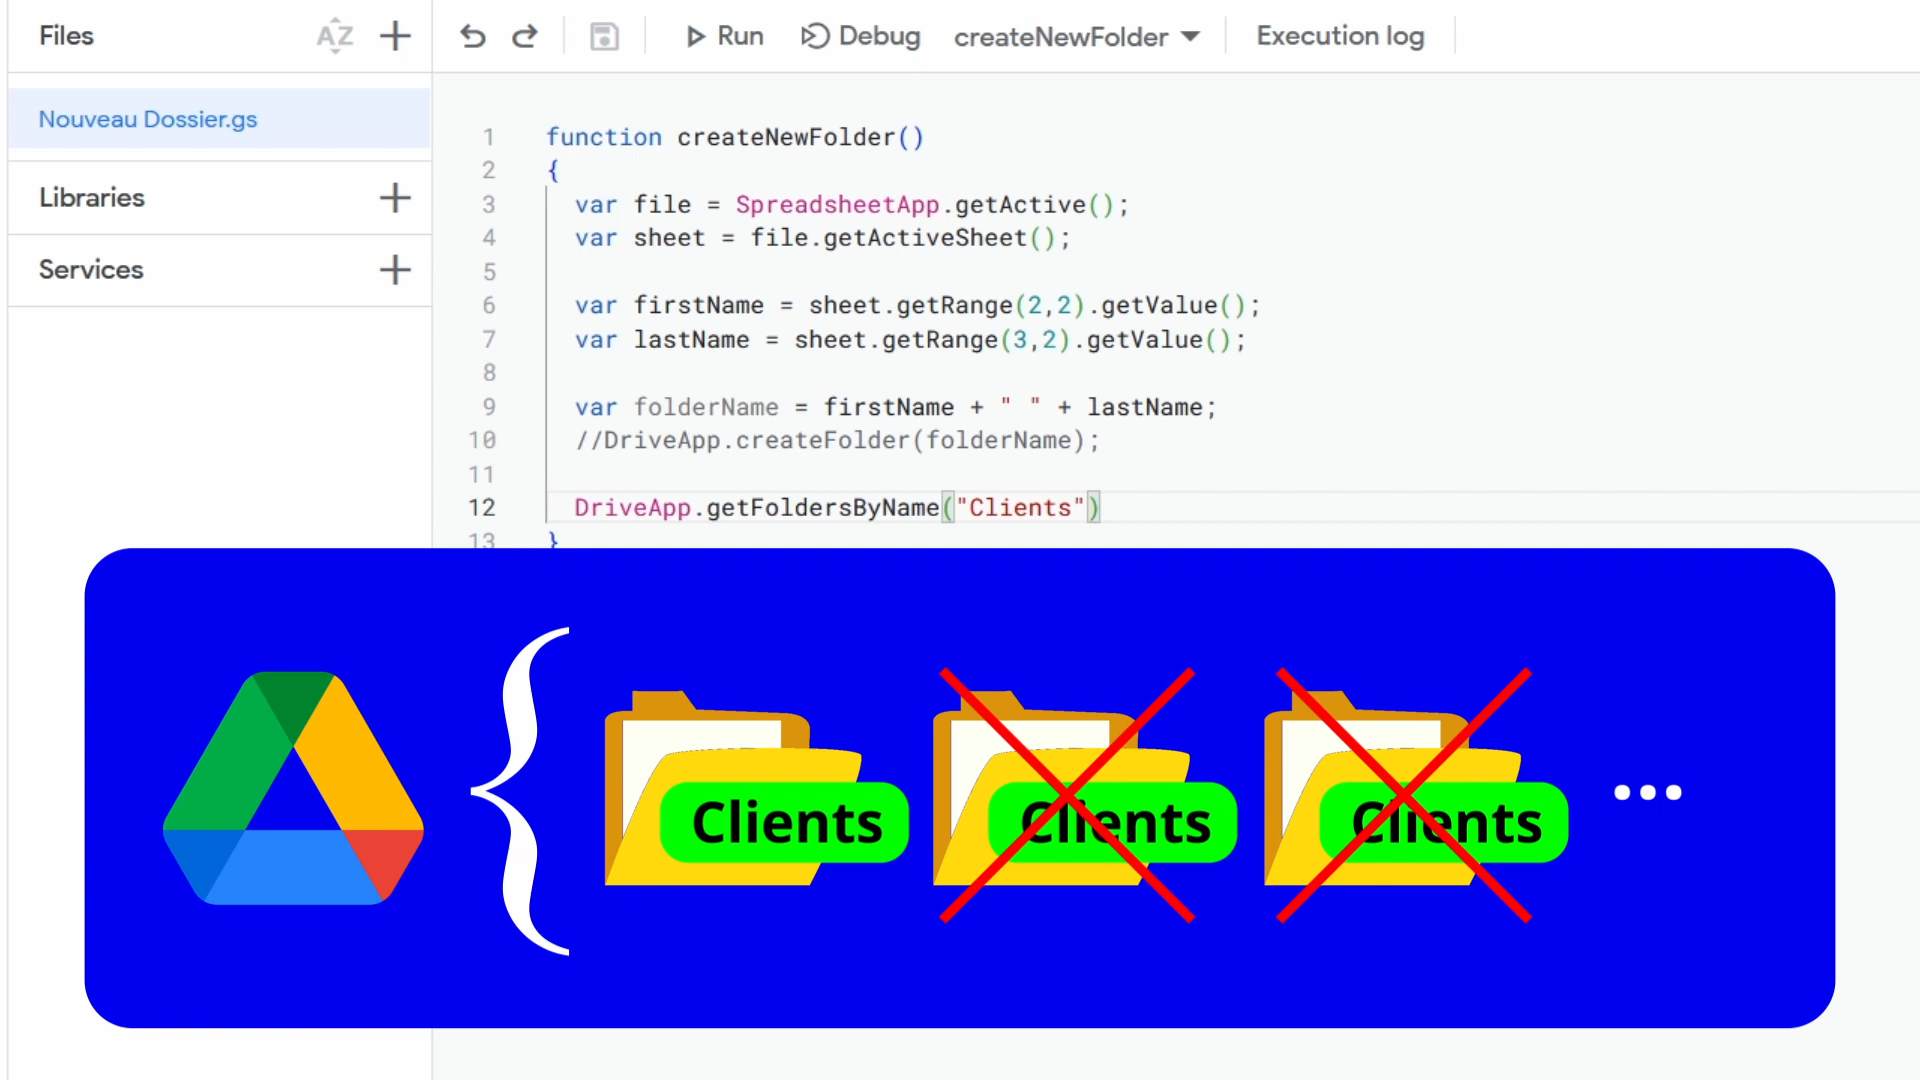 Files
AZ
Run
Debug
createNewFolder
Execution log
Nouveau Dossier.gs
Libraries
Services
1 function createNewFolder()
2 {
3 var file = SpreadsheetApp.getActive();
4 var sheet = file.getActiveSheet();
5
6 var firstName = sheet.getRange(2,2).getValue();
7 var lastName = sheet.getRange(3,2).getValue();
8
9 var folderName = firstName + " " + lastName;
10 //DriveApp.createFolder(folderName);
11
12 DriveApp.getFoldersByName("Clients")
13 }
{
Clients
Clients
Clients
...